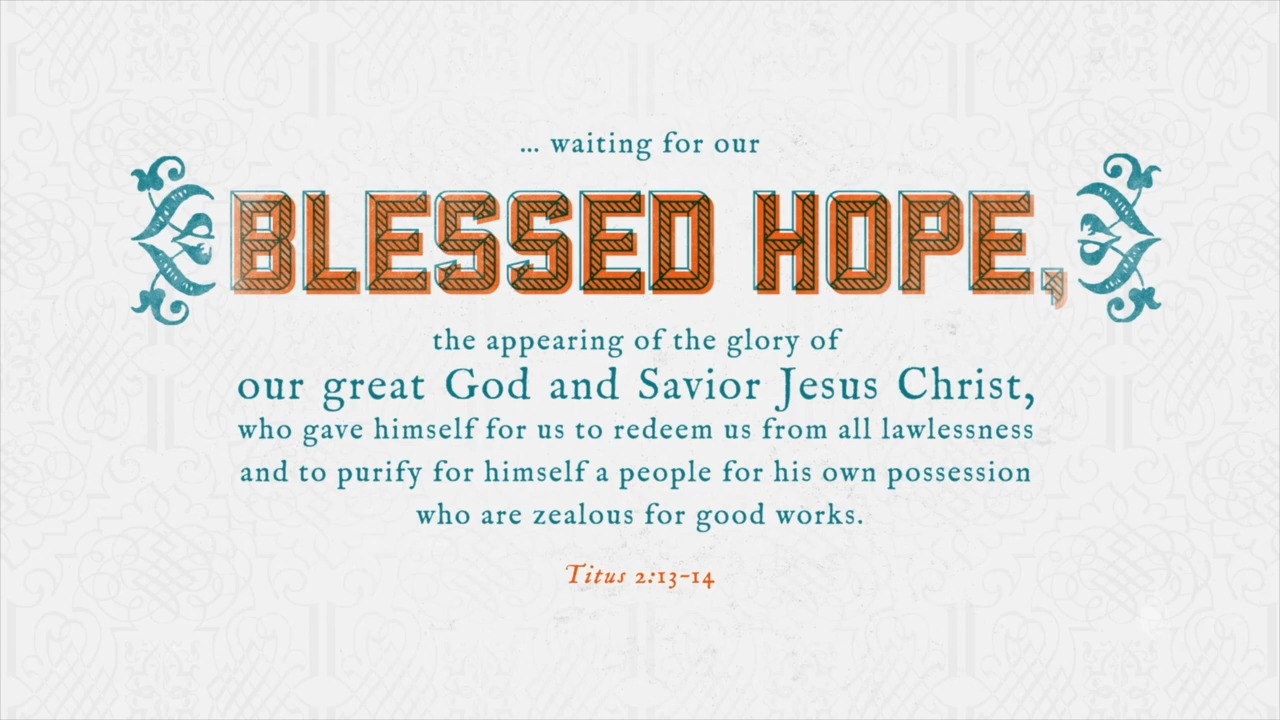 ... waiting for our
BLESSED HOPE,
the appearing of the glory of
our great God and Savior Jesus Christ,
who gave himself for us to redeem us from all lawlessness
and to purify for himself a people for his own possession
who are zealous for good works.
Titus 2:13-14